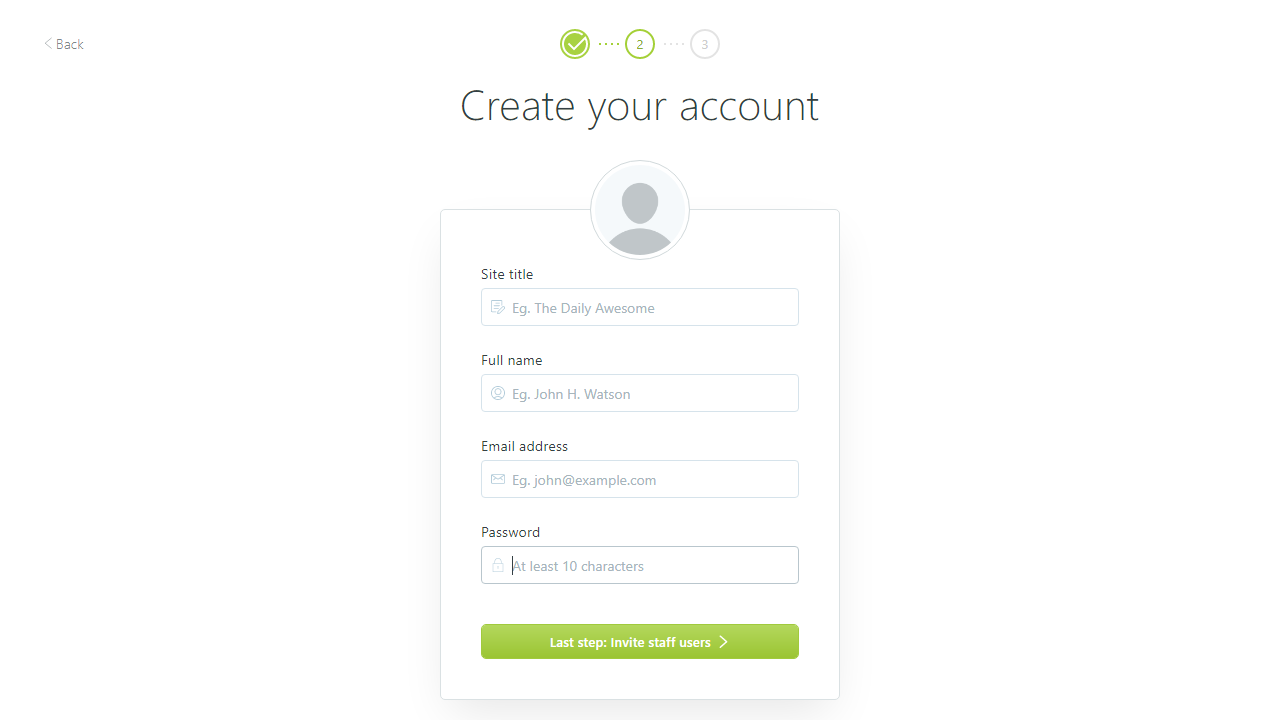 Back
2
3
Create your account
Site title
Eg. The Daily Awesome
Full name
Eg. John H. Watson
Email address
Eg. john@example.com
Password
At least 10 characters
Last step: Invite staff users